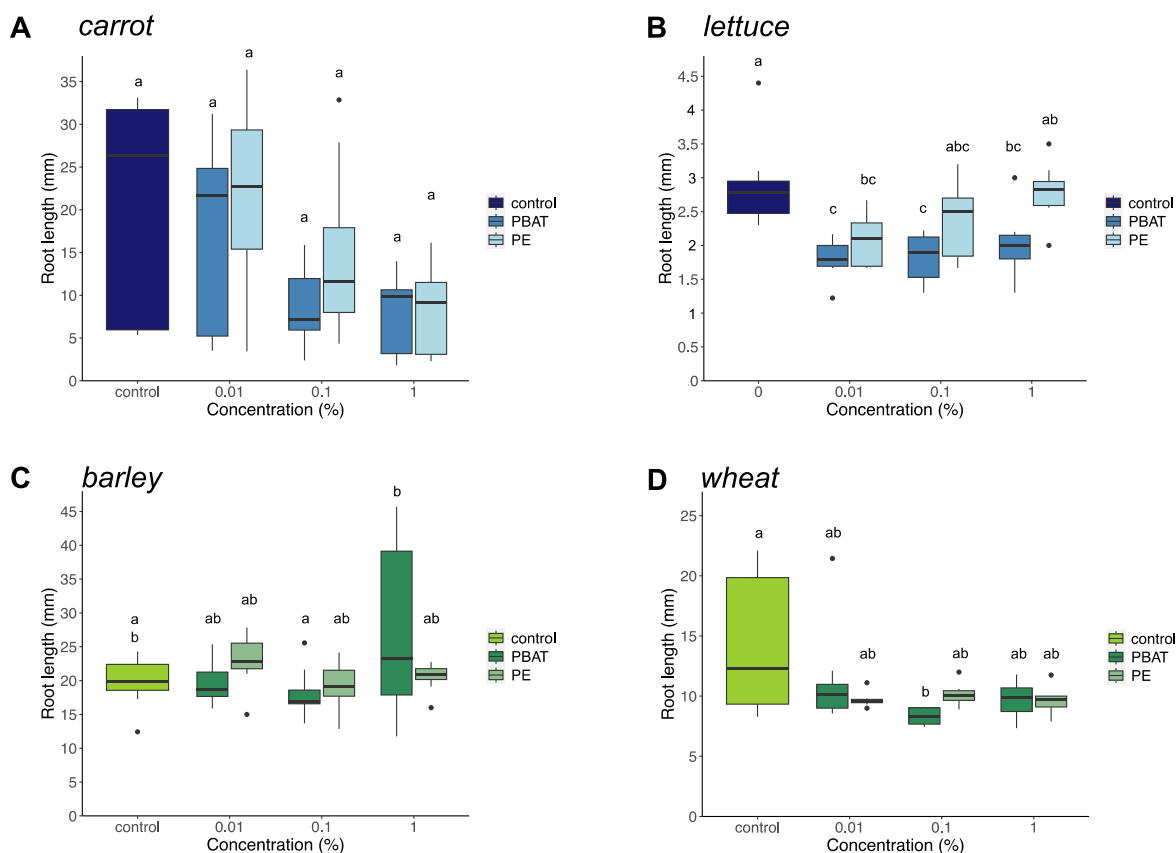 A carrot
Root length (mm)
35
30
25
20
15
10
5
0
a
a
a
a
a
a
a
control
0.01
0.1
1
Concentration (%)
control
PBAT
PE
B lettuce
Root length (mm)
4.5
4
3.5
3
2.5
2
1.5
1
0.5
0
a
c
bc
c
abc
bc
ab
0
0.01
0.1
1
Concentration (%)
control
PBAT
PE
C barley
Root length (mm)
45
40
35
30
25
20
15
10
5
0
a
b
ab
ab
a
ab
b
ab
control
0.01
0.1
1
Concentration (%)
control
PBAT
PE
D wheat
Root length (mm)
25
20
15
10
5
0
a
ab
ab
b
ab
ab
ab
control
0.01
0.1
1
Concentration (%)
control
PBAT
PE